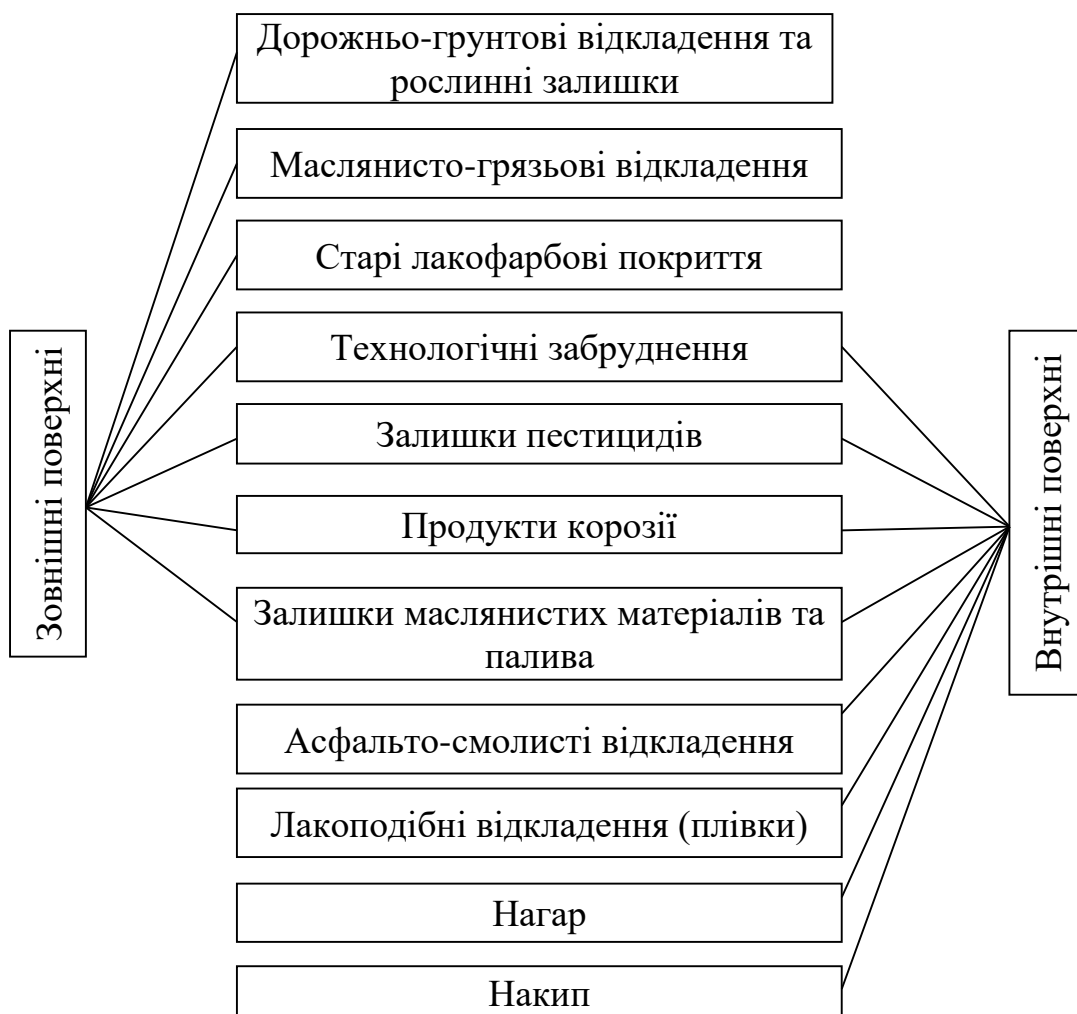 Дорожньо-грунтові відкладення та
рослинні залишки
Маслянисто-грязьові відкладення
Старі лакофарбові покриття
Технологічні забруднення
Залишки пестицидів
Продукти корозії
Залишки маслянистих матеріалів та
палива
Асфальто-смолисті відкладення
Лакоподібні відкладення (плівки)
Нагар
Накип
Зовнішні поверхні
Внутрішні поверхні